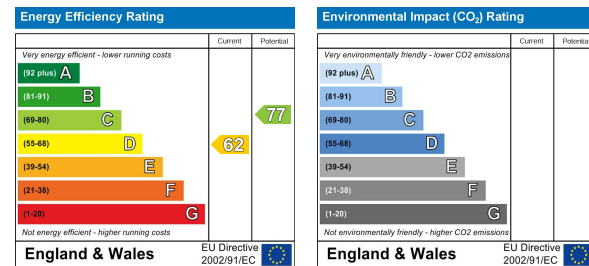 Energy Efficiency Rating
Current Potential
Very energy efficient - lower running costs
(92 plus) A
(81-91) B
(69-80) C
77
(55-68) D
62
(39-54) E
(21-38) F
(1-20) G
Not energy efficient - higher running costs
England & Wales
EU Directive
2002/91/EC
Environmental Impact (CO₂) Rating
Current Potentia
Very environmentally friendly - lower CO2 emissions
(92 plus) A
(81-91) B
(69-80) C
(55-68) D
(39-54) E
(21-38) F
(1-20) G
Not environmentally friendly - higher CO2 emissions
England & Wales
EU Directive
2002/91/EC